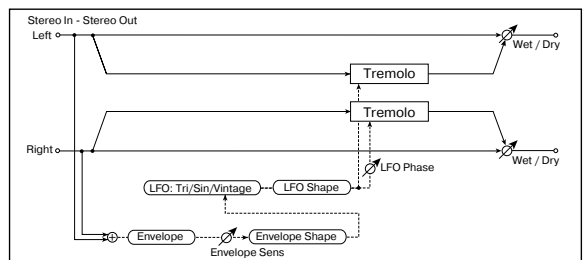 Stereo In - Stereo Out
Left
Wet / Dry
Tremolo
Tremolo
Right
Wet / Dry
LFO Phase
LFO: Tri/Sin/Vintage
LFO Shape
Envelope
Envelope Sens
Envelope Shape